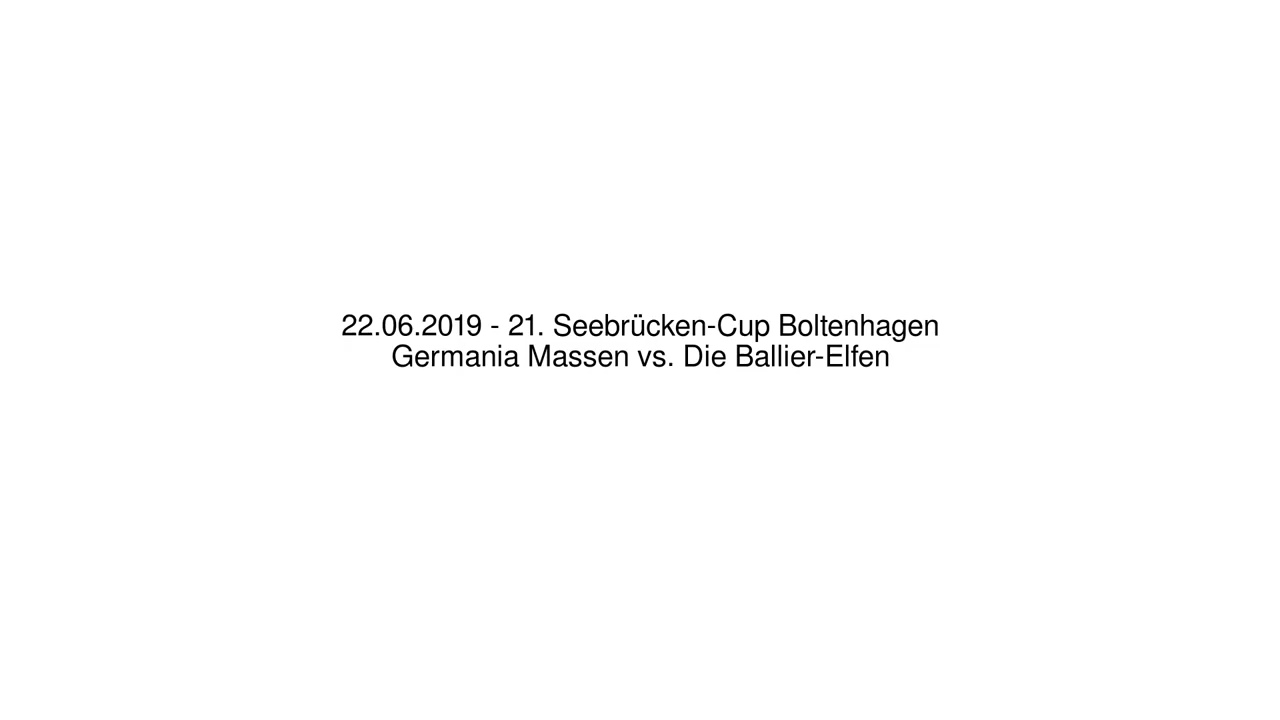 22.06.2019 - 21. Seebrücken-Cup Boltenhagen
Germania Massen vs. Die Ballier-Elfen